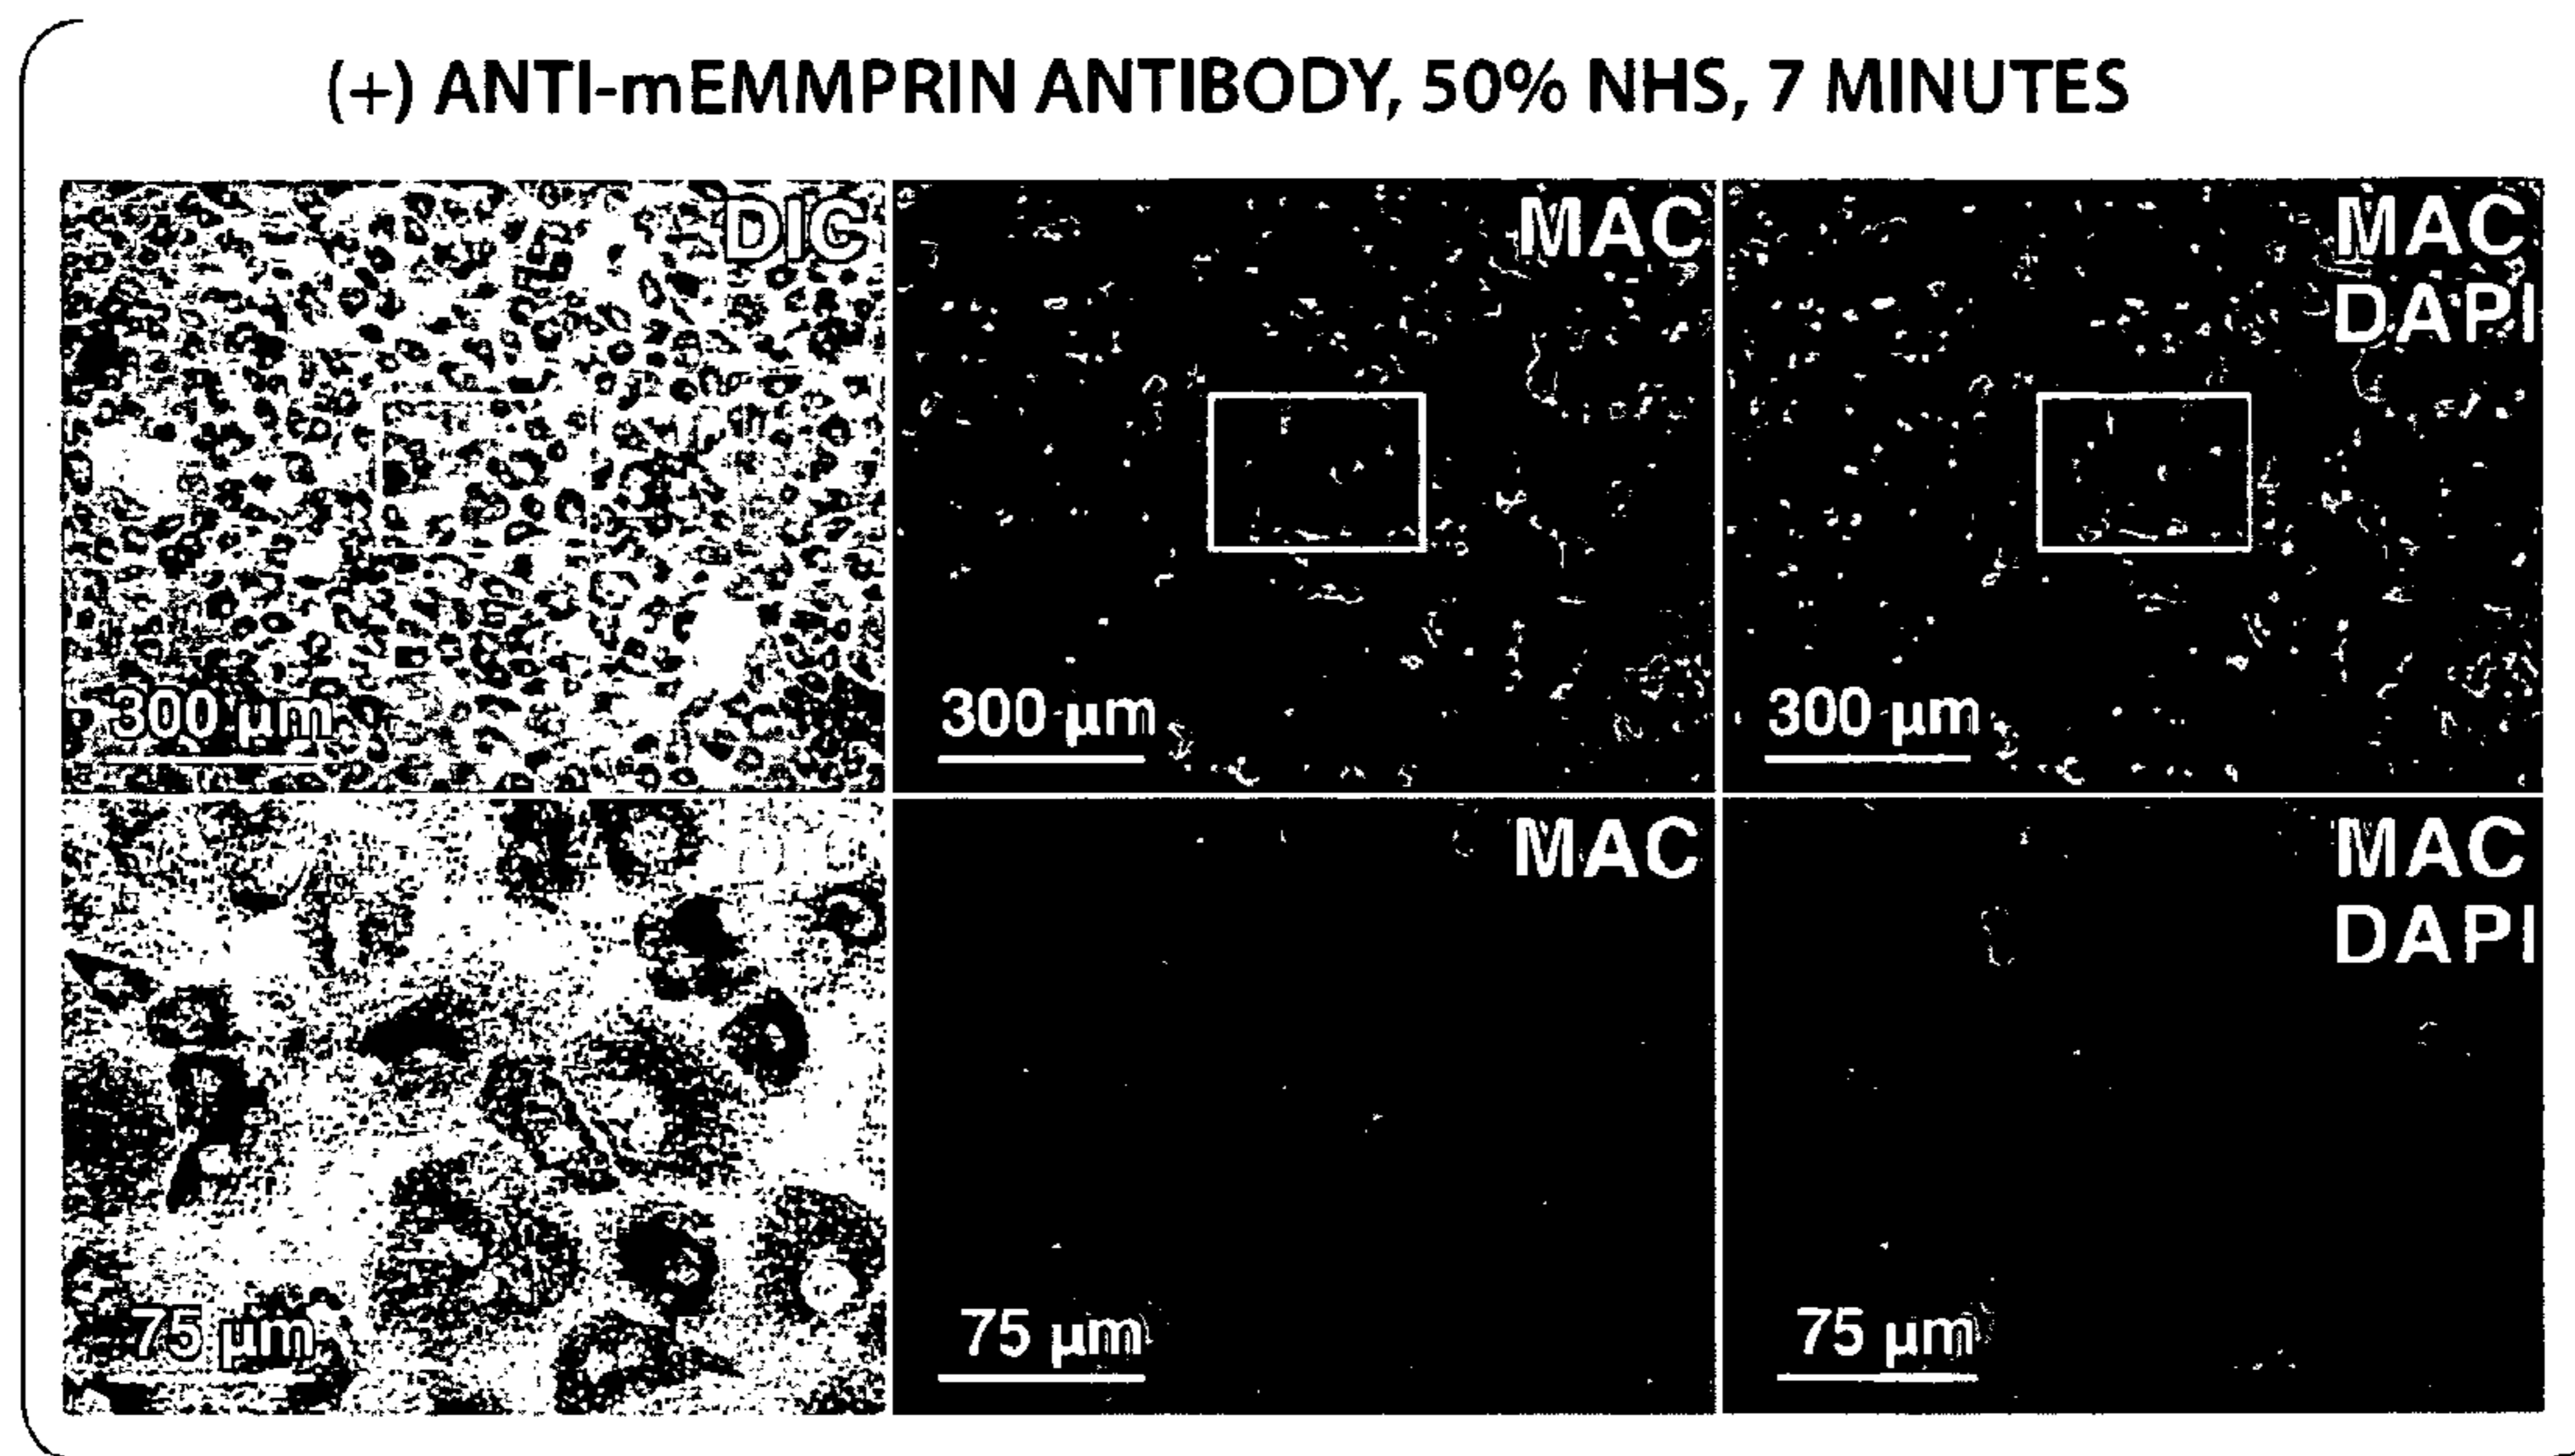 (+) ANTI-mEMMPRIN ANTIBODY, 50% NHS, 7 MINUTES
DIC
MAC
MAC
DAPI
300 µm
300 µm
300 µm
MAC
MAC
DAPI
75 µm
75 µm
75 µm